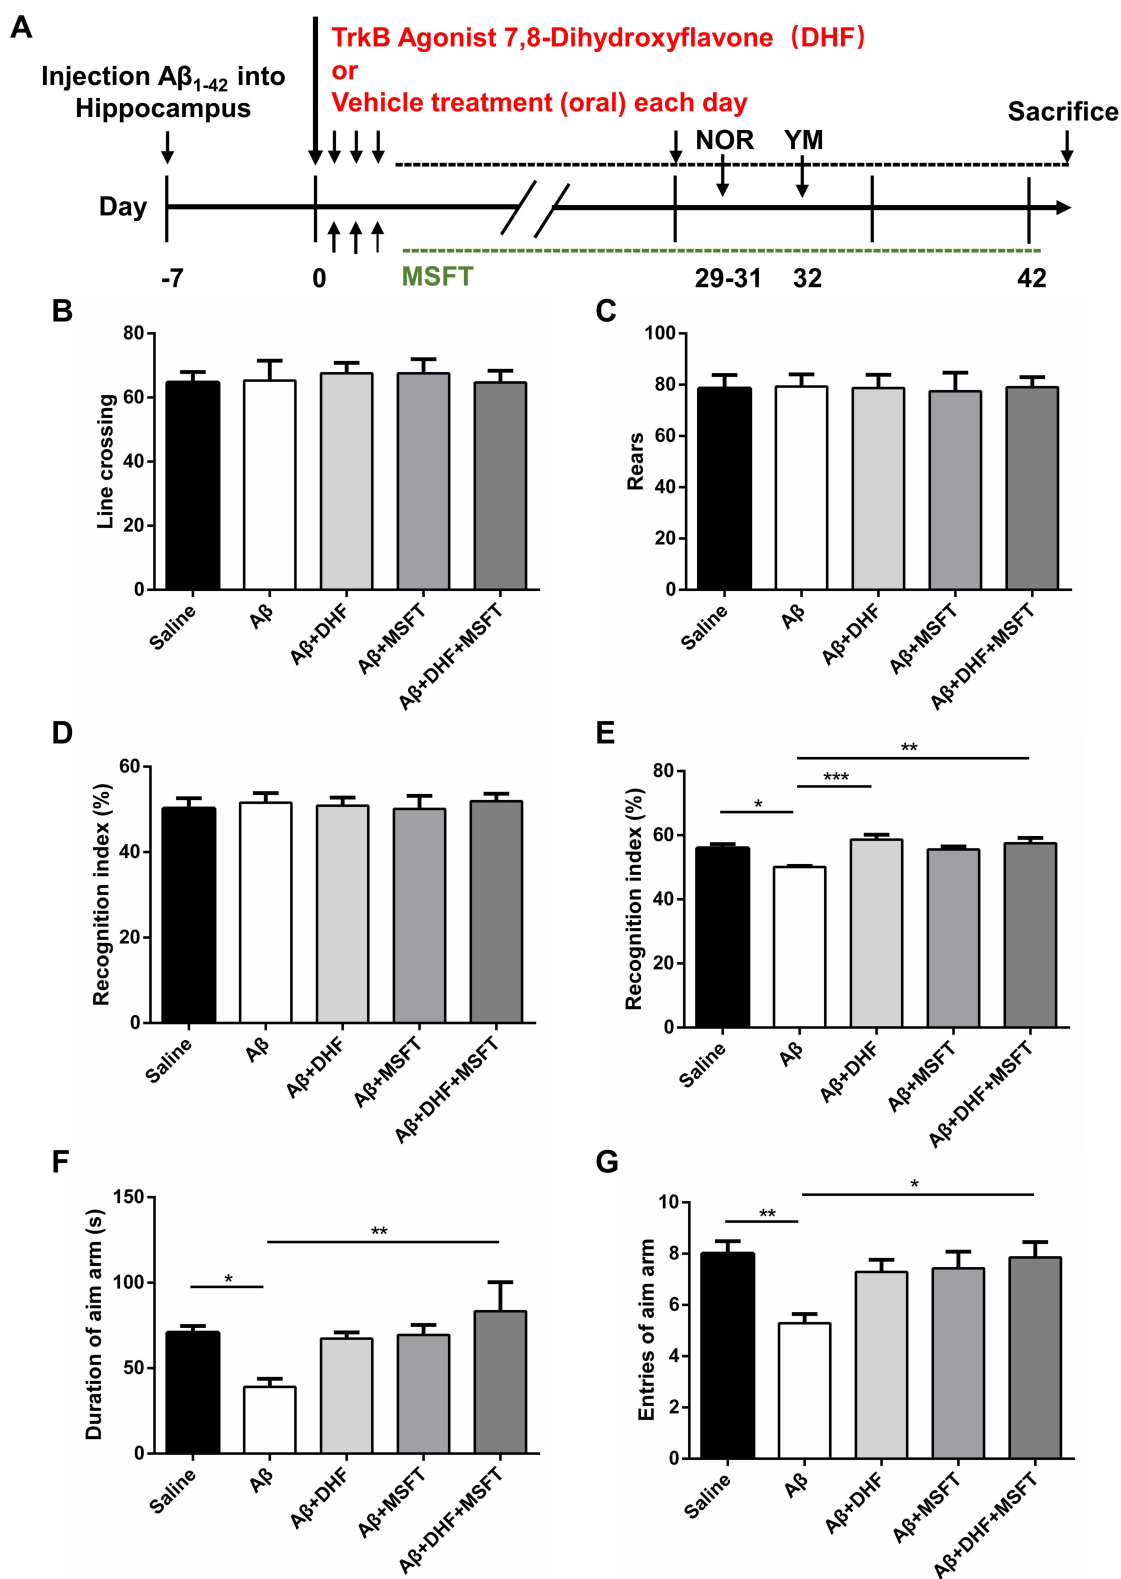 A
TrkB Agonist 7,8-Dihydroxyflavone (DHF)
or
Vehicle treatment (oral) each day
Injection Aβ1-42 into
Hippocampus
NOR
YM
Sacrifice
Day
-7
0
MSFT
29-31
32
42
B
Line crossing
80
60
40
20
0
Saline
Aβ
Aβ+DHF
Aβ+MSFT
Aβ+DHF+MSFT
C
Rears
100
80
60
40
20
0
Saline
Aβ
Aβ+DHF
Aβ+MSFT
Aβ+DHF+MSFT
D
Recognition index (%)
60
40
20
0
Saline
Aβ
Aβ+DHF
Aβ+MSFT
Aβ+DHF+MSFT
E
Recognition index (%)
80
60
40
20
0
**
***
*
Saline
Aβ
Aβ+DHF
Aβ+MSFT
Aβ+DHF+MSFT
F
Duration of aim arm (s)
150
100
50
0
**
*
Saline
Aβ
Aβ+DHF
Aβ+MSFT
Aβ+DHF+MSFT
G
Entries of aim arm
10
8
6
4
2
0
*
**
Saline
Aβ
Aβ+DHF
Aβ+MSFT
Aβ+DHF+MSFT